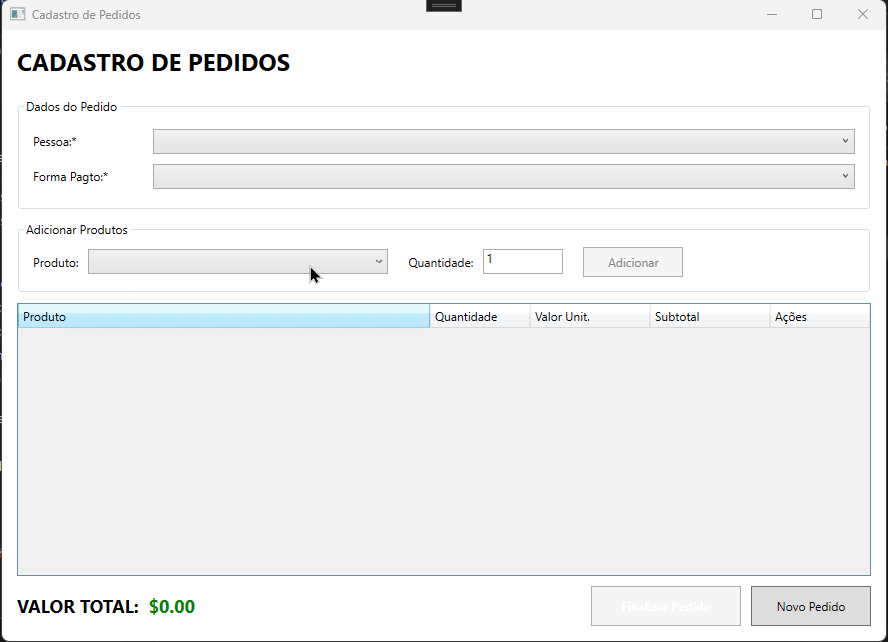 Cadastro de Pedidos
CADASTRO DE PEDIDOS
Dados do Pedido
Pessoa:*
Forma Pagto:*
Adicionar Produtos
Produto: Quantidade: 1 Adicionar
Produto Quantidade Valor Unit. Subtotal Ações
VALOR TOTAL: $0.00 Finalizar Pedido Novo Pedido